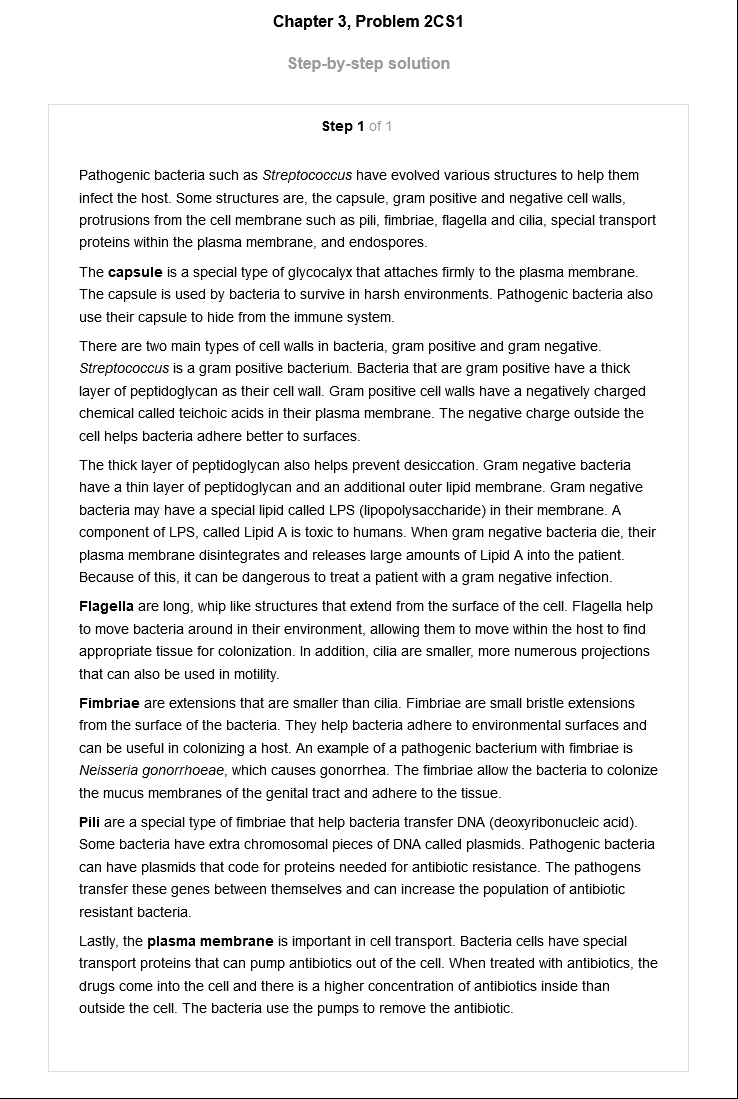 Chapter 3, Problem 2CS1
Step-by-step solution
Step 1 of 1
Pathogenic bacteria such as Streptococcus have evolved various structures to help them
infect the host. Some structures are, the capsule, gram positive and negative cell walls,
protrusions from the cell membrane such as pili, fimbriae, flagella and cilia, special transport
proteins within the plasma membrane, and endospores.
The capsule is a special type of glycocalyx that attaches firmly to the plasma membrane.
The capsule is used by bacteria to survive in harsh environments. Pathogenic bacteria also
use their capsule to hide from the immune system.
There are two main types of cell walls in bacteria, gram positive and gram negative.
Streptococcus is a gram positive bacterium. Bacteria that are gram positive have a thick
layer of peptidoglycan as their cell wall. Gram positive cell walls have a negatively charged
chemical called teichoic acids in their plasma membrane. The negative charge outside the
cell helps bacteria adhere better to surfaces.
The thick layer of peptidoglycan also helps prevent desiccation. Gram negative bacteria
have a thin layer of peptidoglycan and an additional outer lipid membrane. Gram negative
bacteria may have a special lipid called LPS (lipopolysaccharide) in their membrane. A
component of LPS, called Lipid A is toxic to humans. When gram negative bacteria die, their
plasma membrane disintegrates and releases large amounts of Lipid A into the patient.
Because of this, it can be dangerous to treat a patient with a gram negative infection.
Flagella are long, whip like structures that extend from the surface of the cell. Flagella help
to move bacteria around in their environment, allowing them to move within the host to find
appropriate tissue for colonization. In addition, cilia are smaller, more numerous projections
that can also be used in motility.
Fimbriae are extensions that are smaller than cilia. Fimbriae are small bristle extensions
from the surface of the bacteria. They help bacteria adhere to environmental surfaces and
can be useful in colonizing a host. An example of a pathogenic bacterium with fimbriae is
Neisseria gonorrhoeae, which causes gonorrhea. The fimbriae allow the bacteria to colonize
the mucus membranes of the genital tract and adhere to the tissue.
Pili are a special type of fimbriae that help bacteria transfer DNA (deoxyribonucleic acid).
Some bacteria have extra chromosomal pieces of DNA called plasmids. Pathogenic bacteria
can have plasmids that code for proteins needed for antibiotic resistance. The pathogens
transfer these genes between themselves and can increase the population of antibiotic
resistant bacteria.
Lastly, the plasma membrane is important in cell transport. Bacteria cells have special
transport proteins that can pump antibiotics out of the cell. When treated with antibiotics, the
drugs come into the cell and there is a higher concentration of antibiotics inside than
outside the cell. The bacteria use the pumps to remove the antibiotic.